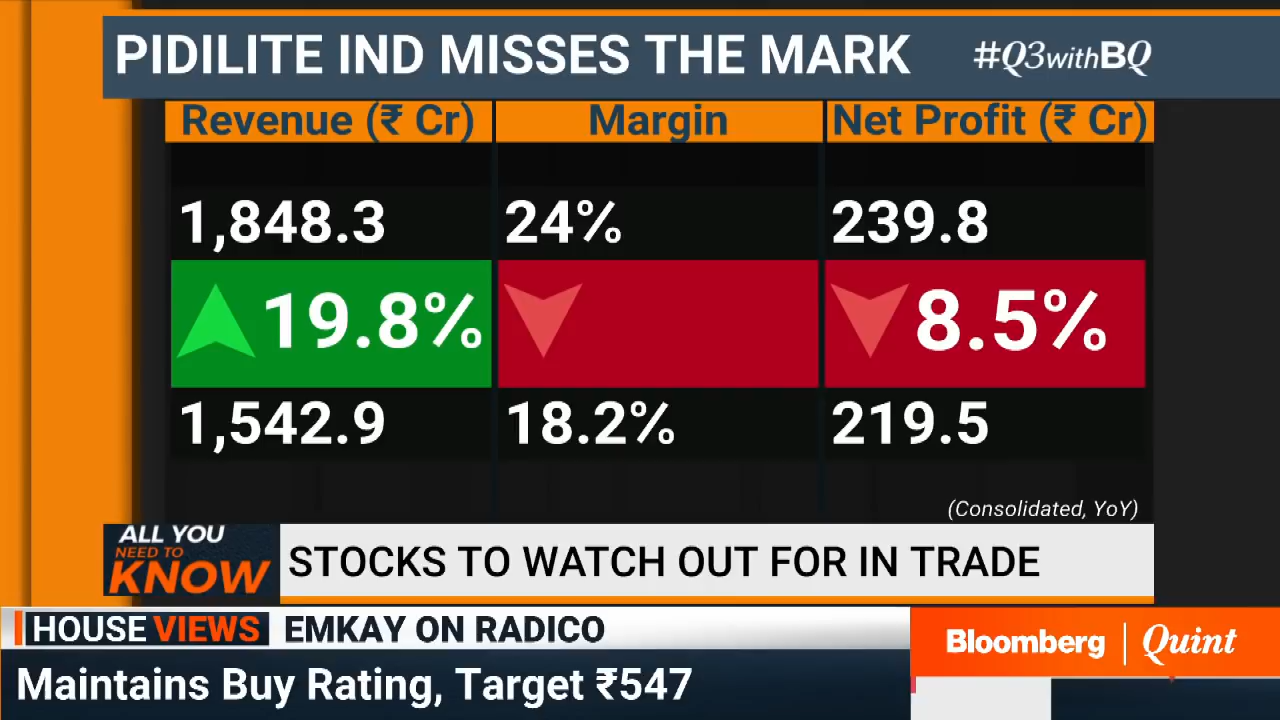 PIDILITE IND MISSES THE MARK #Q3withBQ
Revenue (₹ Cr) Margin Net Profit (₹ Cr)
1,848.3 24% 239.8
19.8% 8.5%
1,542.9 18.2% 219.5
(Consolidated, YoY)
ALL YOU
NEED TO
KNOW
STOCKS TO WATCH OUT FOR IN TRADE
HOUSE VIEWS EMKAY ON RADICO
Maintains Buy Rating, Target ₹547
Bloomberg | Quint